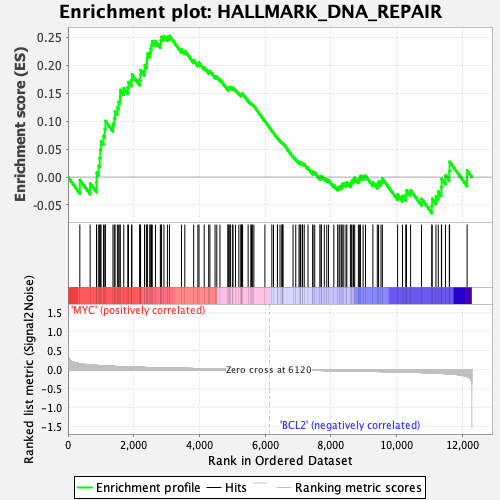 Enrichment plot: HALLMARK_DNA_REPAIR
Enrichment score (ES)
0.25
0.20
0.15
0.10
0.05
0.00
-0.05
'MYC' (positively correlated)
Ranked list metric (Signal2Noise)
1.5
1.0
0.5
0.0
-0.5
-1.0
-1.5
Zero cross at 6120
'BCL2' (negatively correlated)
0
2,000
4,000
6,000
8,000
10,000
12,000
Rank in Ordered Dataset
Enrichment profile
Hits
Ranking metric scores